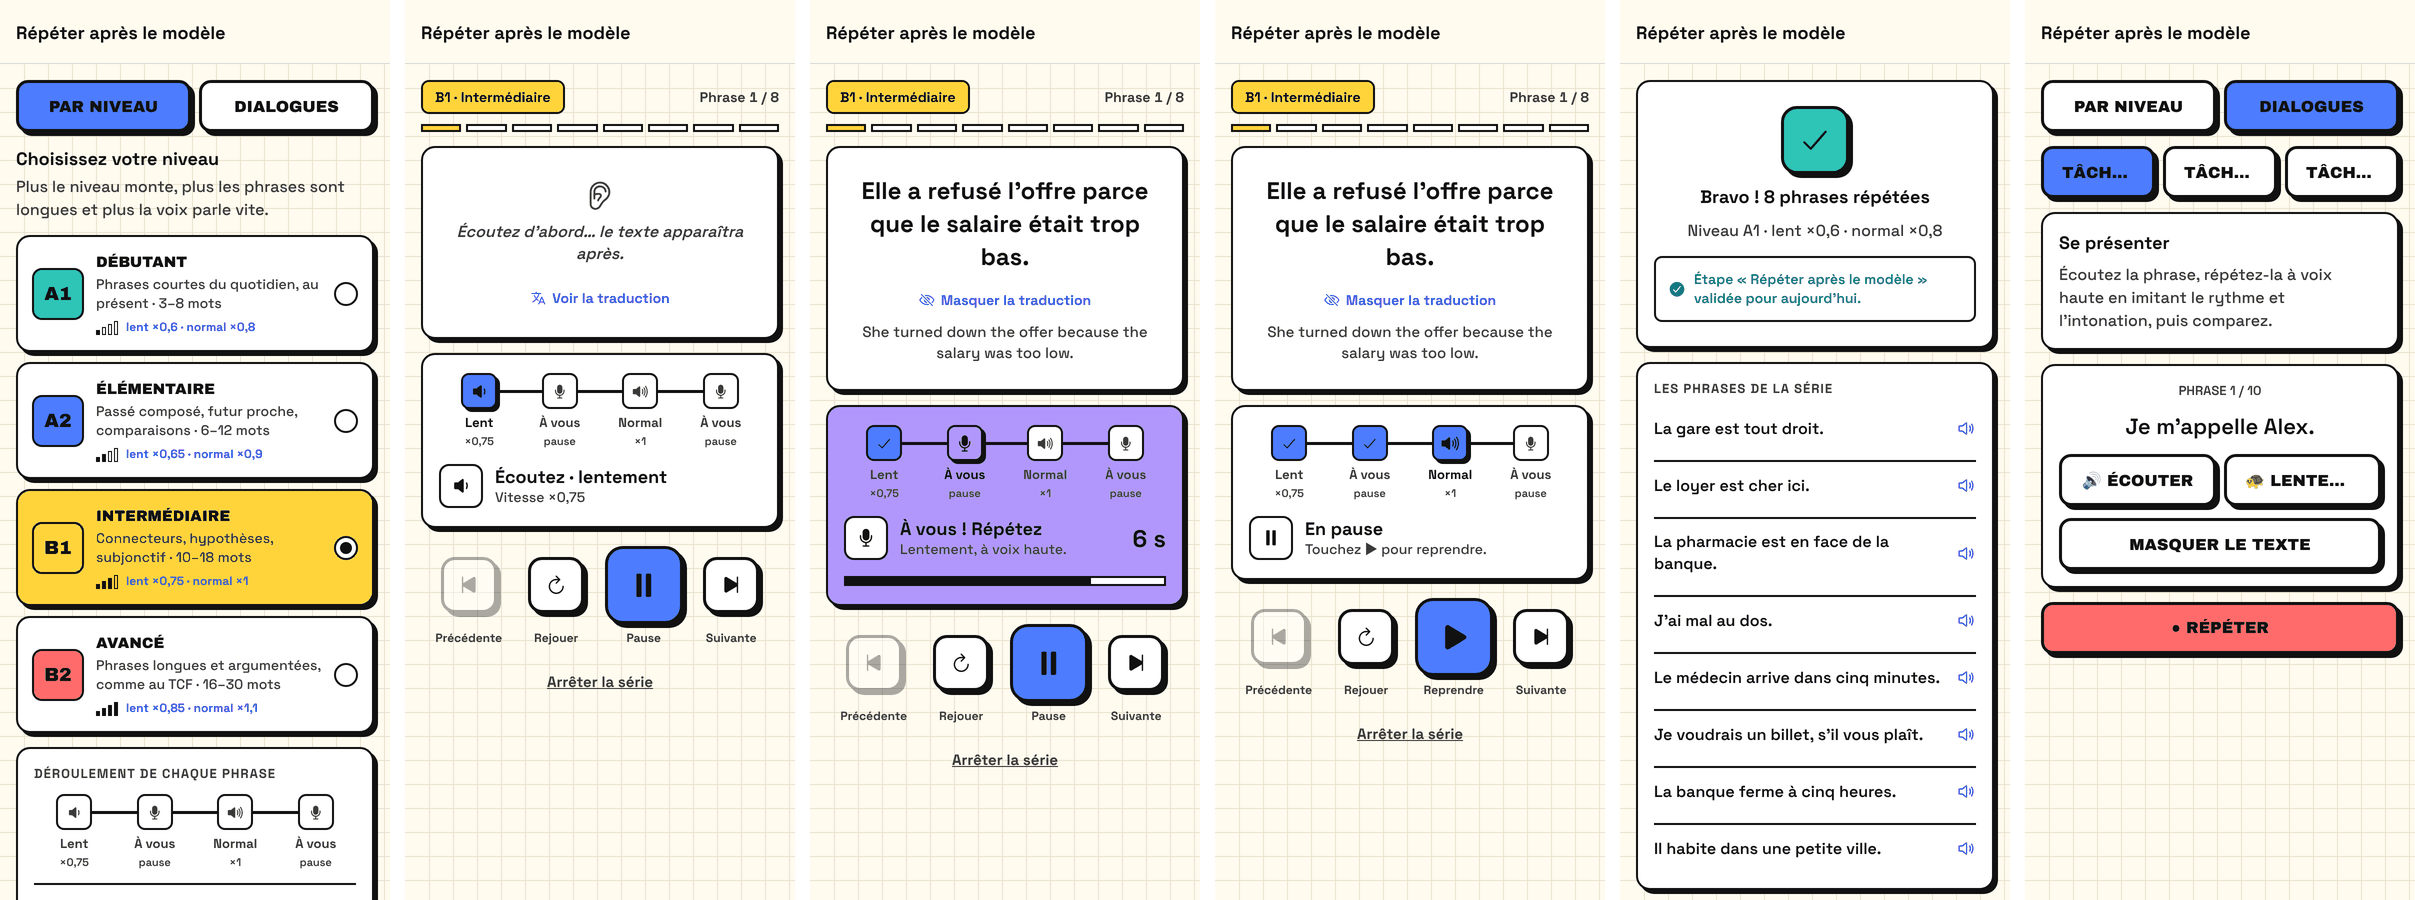 Répéter après le modèle
PAR NIVEAU
DIALOGUES
Choisissez votre niveau
Plus le niveau monte, plus les phrases sont
longues et plus la voix parle vite.
A1
DÉBUTANT
Phrases courtes du quotidien, au
présent · 3–8 mots
lent ×0,6 · normal ×0,8
A2
ÉLÉMENTAIRE
Passé composé, futur proche,
comparaisons · 6–12 mots
lent ×0,65 · normal ×0,9
B1
INTERMÉDIAIRE
Connecteurs, hypothèses,
subjonctif · 10–18 mots
lent ×0,75 · normal ×1
B2
AVANCÉ
Phrases longues et argumentées,
comme au TCF · 16–30 mots
lent ×0,85 · normal ×1,1
DÉROULEMENT DE CHAQUE PHRASE
Lent
À vous
Normal
À vous
×0,75
pause
×1
pause
Répéter après le modèle
B1 · Intermédiaire
Phrase 1 / 8
Écoutez d’abord… le texte apparaîtra
après.
Voir la traduction
Lent
À vous
Normal
À vous
×0,75
pause
×1
pause
Écoutez · lentement
Vitesse ×0,75
Précédente
Rejouer
Pause
Suivante
Arrêter la série
Répéter après le modèle
B1 · Intermédiaire
Phrase 1 / 8
Elle a refusé l’offre parce
que le salaire était trop
bas.
Masquer la traduction
She turned down the offer because the
salary was too low.
Lent
À vous
Normal
À vous
×0,75
pause
×1
pause
À vous ! Répétez
Lentement, à voix haute.
6 s
Précédente
Rejouer
Pause
Suivante
Arrêter la série
Répéter après le modèle
B1 · Intermédiaire
Phrase 1 / 8
Elle a refusé l’offre parce
que le salaire était trop
bas.
Masquer la traduction
She turned down the offer because the
salary was too low.
Lent
À vous
Normal
À vous
×0,75
pause
×1
pause
En pause
Touchez ▶ pour reprendre.
Précédente
Rejouer
Reprendre
Suivante
Arrêter la série
Répéter après le modèle
Bravo ! 8 phrases répétées
Niveau A1 · lent ×0,6 · normal ×0,8
Étape « Répéter après le modèle »
validée pour aujourd’hui.
LES PHRASES DE LA SÉRIE
La gare est tout droit.
Le loyer est cher ici.
La pharmacie est en face de la
banque.
J’ai mal au dos.
Le médecin arrive dans cinq minutes.
Je voudrais un billet, s’il vous plaît.
La banque ferme à cinq heures.
Il habite dans une petite ville.
Répéter après le modèle
PAR NIVEAU
DIALOGUES
TÂCH…
TÂCH…
TÂCH…
Se présenter
Écoutez la phrase, répétez-la à voix
haute en imitant le rythme et
l’intonation, puis comparez.
PHRASE 1 / 10
Je m’appelle Alex.
🔊 ÉCOUTER
🐢 LENTE…
MASQUER LE TEXTE
● RÉPÉTER